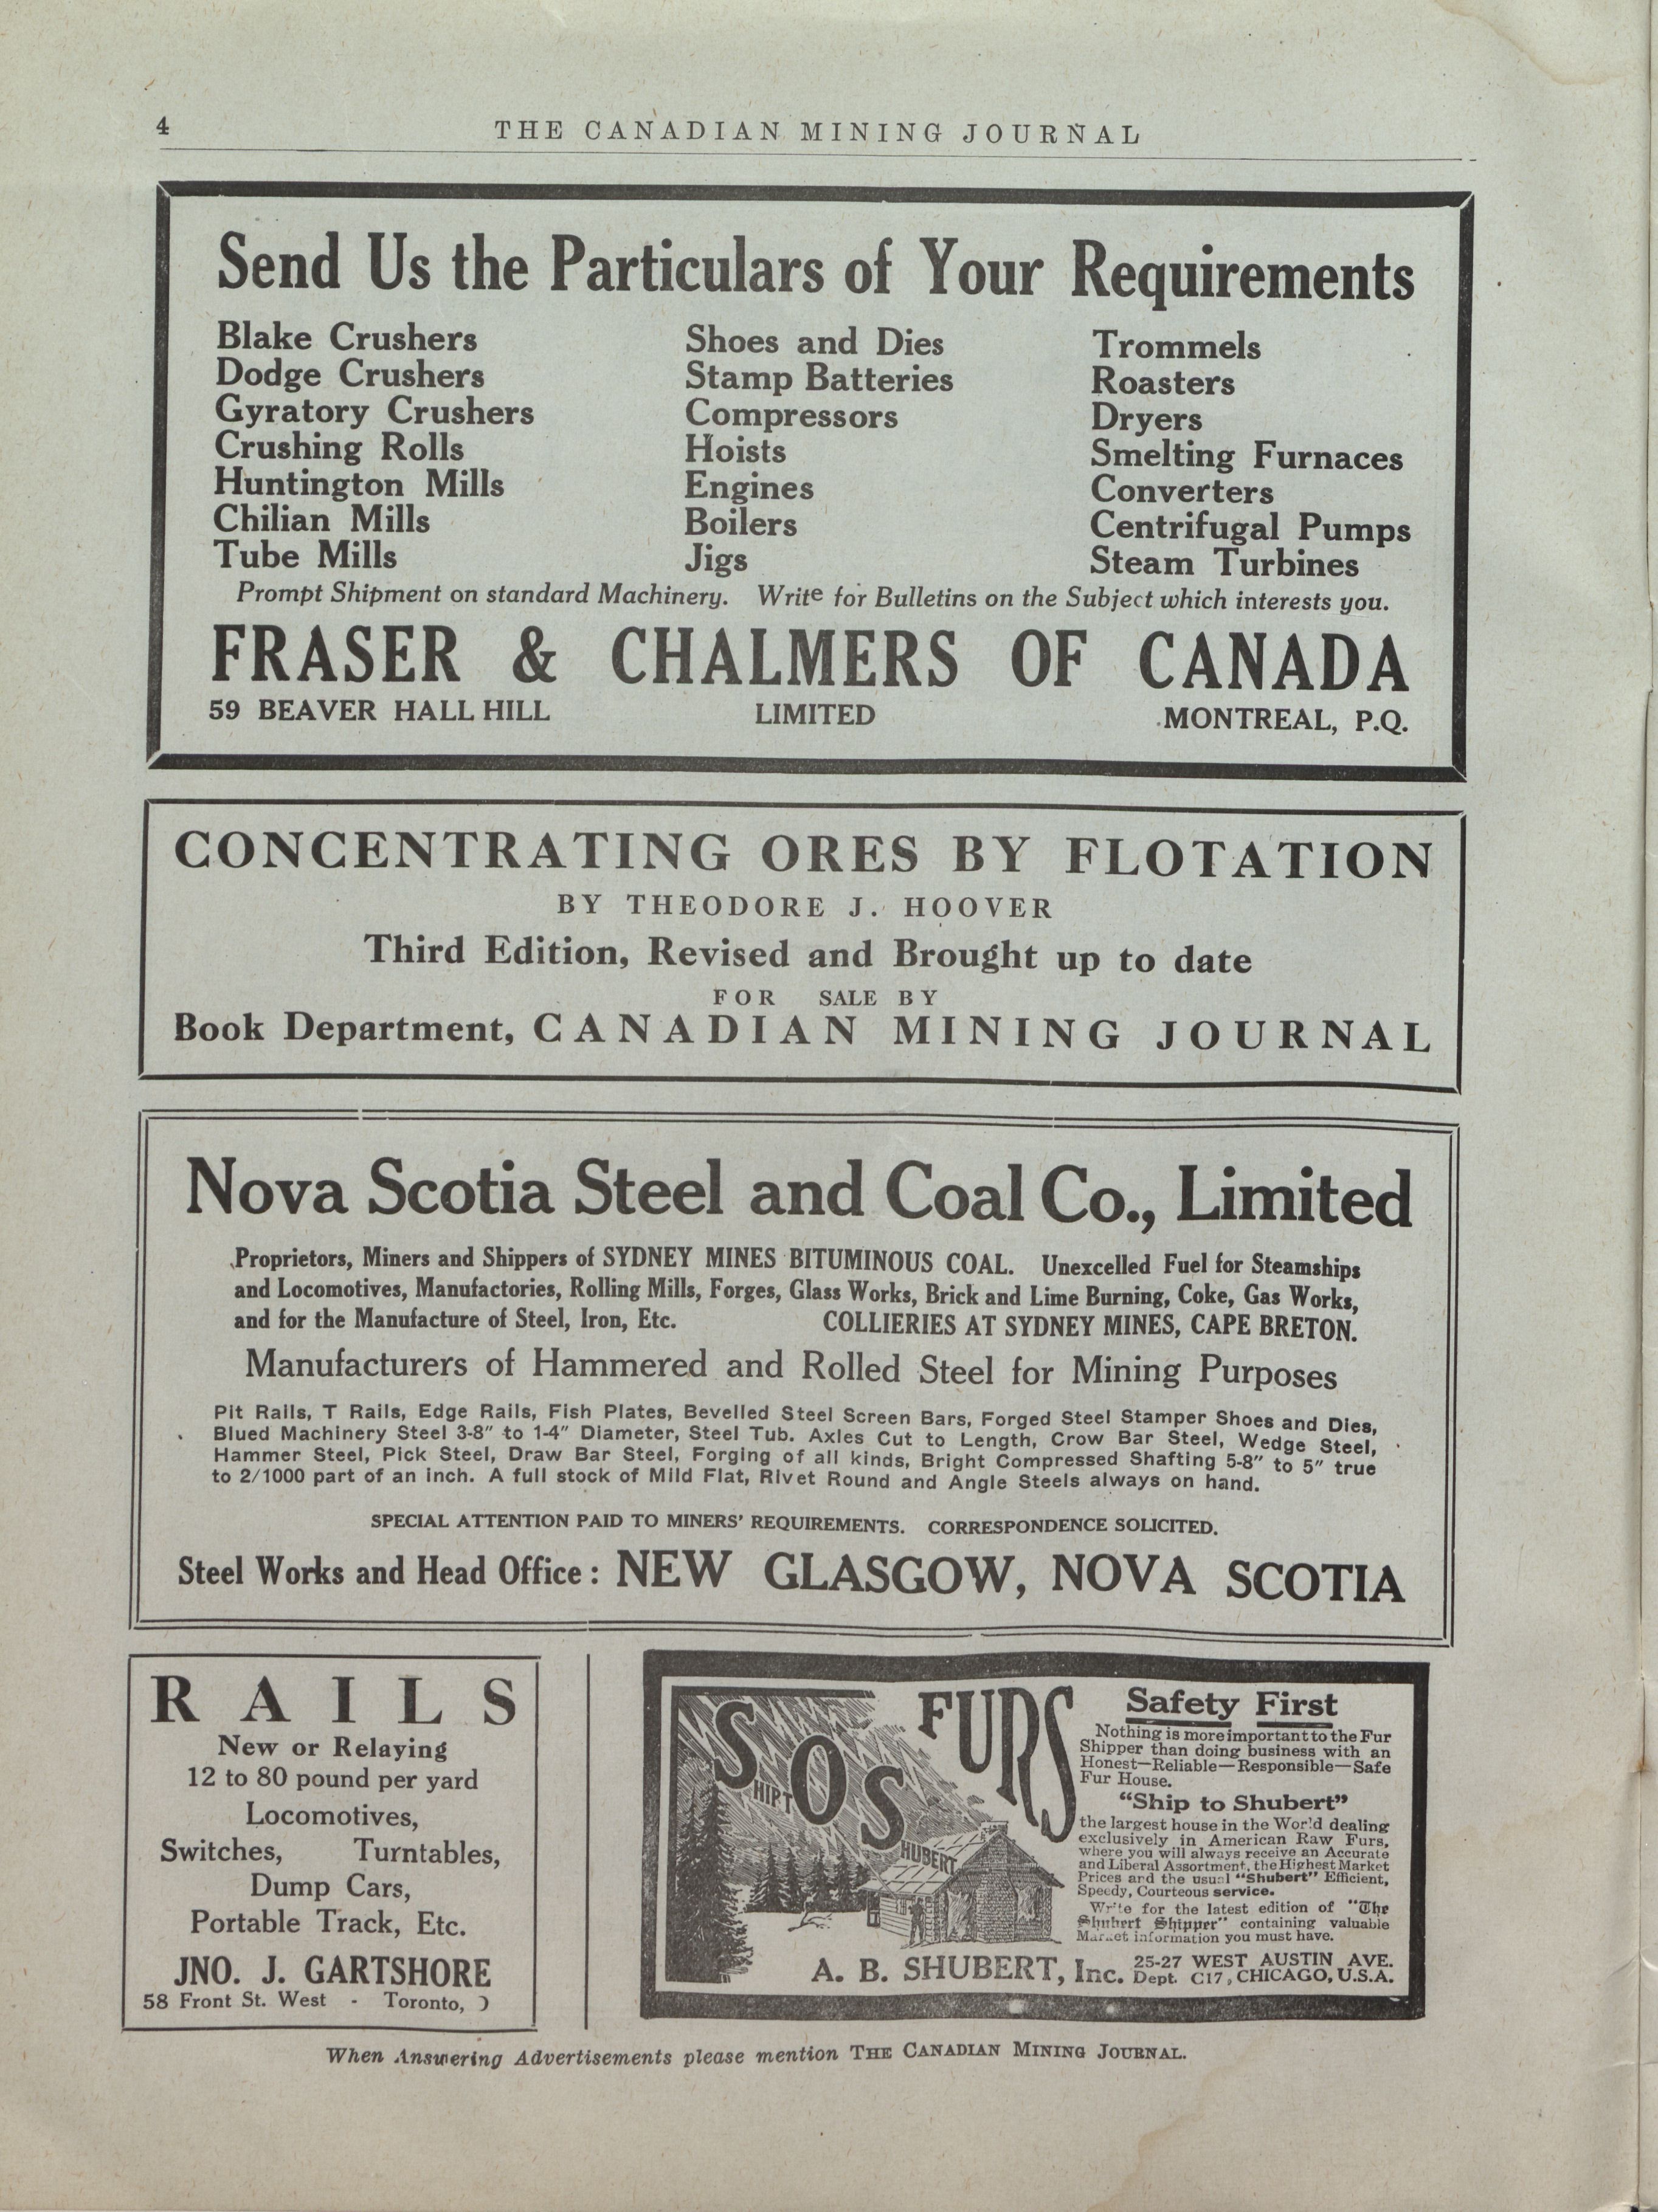 4
THE CANADIAN MINING JOURNAL
Send Us the Particulars of Your Requirements
Blake Crushers
Dodge Crushers
Gyratory Crushers
Crushing Rolls
Huntington Mills
Chilian Mills
Tube Mills
Shoes and Dies
Stamp Batteries
Compressors
Hoists
Engines
Boilers
Jigs
Trommels
Roasters
Dryers
Smelting Furnaces
Converters
Centrifugal Pumps
Steam Turbines
Prompt Shipment on standard Machinery. Write for Bulletins on the Subject which interests you.
FRASER & CHALMERS OF CANADA
59 BEAVER HALL HILL LIMITED MONTREAL, P.Q.
CONCENTRATING ORES BY FLOTATION
BY THEODORE J. HOOVER
Third Edition, Revised and Brought up to date
FOR SALE BY
Book Department, CANADIAN MINING JOURNAL
Nova Scotia Steel and Coal Co., Limited
Proprietors, Miners and Shippers of SYDNEY MINES BITUMINOUS COAL. Unexcelled Fuel for Steamships
and Locomotives, Manufactories, Rolling Mills, Forges, Glass Works, Brick and Lime Burning, Coke, Gas Works,
and for the Manufacture of Steel, Iron, Etc. COLLIERIES AT SYDNEY MINES, CAPE BRETON.
Manufacturers of Hammered and Rolled Steel for Mining Purposes
Pit Rails, T Rails, Edge Rails, Fish Plates, Bevelled Steel Screen Bars, Forged Steel Stamper Shoes and Dies,
Blued Machinery Steel 3-8″ to 1-4″ Diameter, Steel Tub. Axles Cut to Length, Crow Bar Steel, Wedge Steel,
Hammer Steel, Pick Steel, Draw Bar Steel, Forging of all kinds, Bright Compressed Shafting 5-8″ to 5″ true
to 2/1000 part of an inch. A full stock of Mild Flat, Rivet Round and Angle Steels always on hand.
SPECIAL ATTENTION PAID TO MINERS' REQUIREMENTS. CORRESPONDENCE SOLICITED.
Steel Works and Head Office: NEW GLASGOW, NOVA SCOTIA
RAILS
New or Relaying
12 to 80 pound per yard
Locomotives,
Switches, Turntables,
Dump Cars,
Portable Track, Etc.
JNO. J. GARTSHORE
58 Front St. West - Toronto,
SHIP TO SHUBERT
FURS
Safety First
Nothing is more important to the Fur
Shipper than doing business with an
Honest—Reliable—Responsible—Safe
Fur House.
"Ship to Shubert"
the largest house in the World dealing
exclusively in American Raw Furs,
where you will always receive an Accurate
and Liberal Assortment, the Highest Market
Prices and the usual "Shubert" Efficient,
Speedy, Courteous service.
Write for the latest edition of "The
Shubert Shipper" containing valuable
Market information you must have.
A. B. SHUBERT, Inc. 25-27 WEST AUSTIN AVE.
Dept. C17, CHICAGO, U.S.A.
When Answering Advertisements please mention THE CANADIAN MINING JOURNAL.